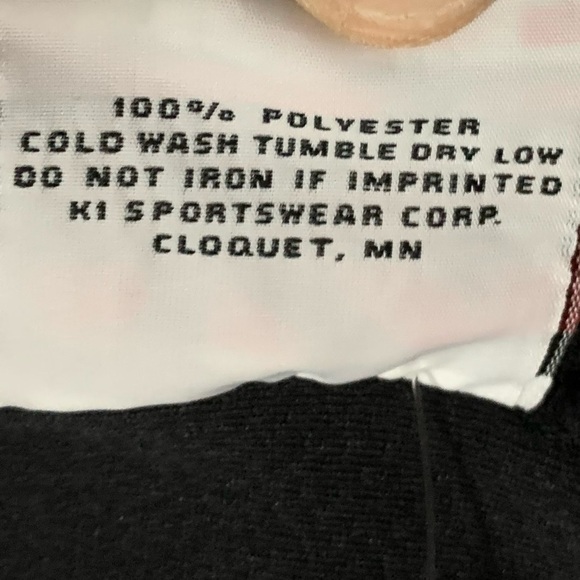 100% POLYESTER
COLD WASH TUMBLE DRY LOW
DO NOT IRON IF IMPRINTED
K1 SPORTSWEAR CORP.
CLOQUET, MN